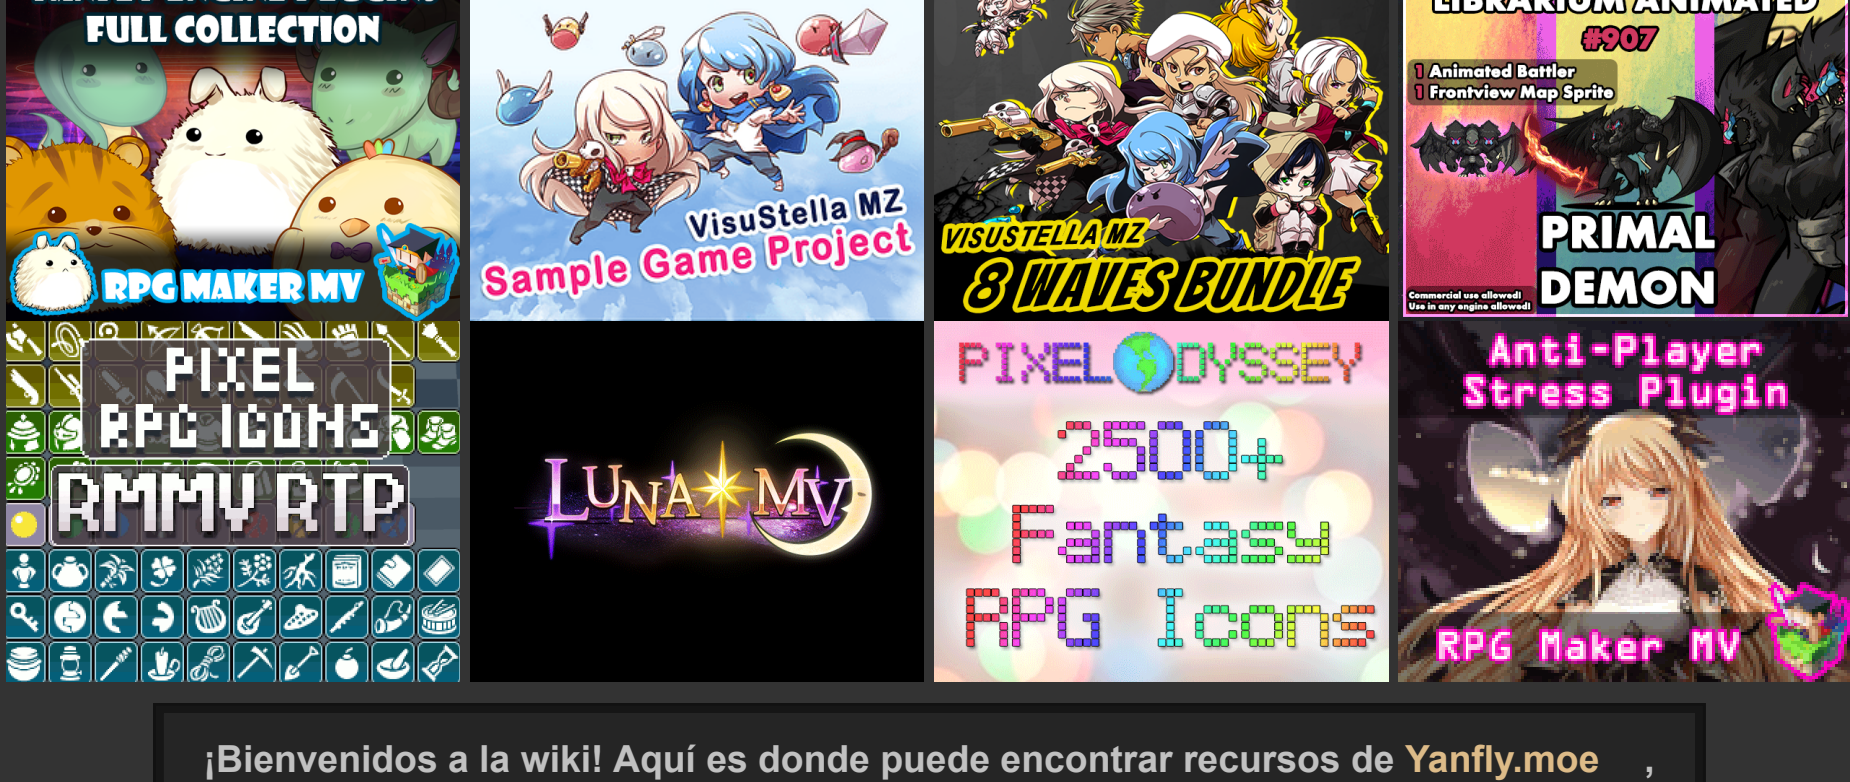 FULL COLLECTION
RPG MAKER MV
VisuStella MZ
Sample Game Project
VISUSTELLA MZ
8 WAVES BUNDLE
LIBRARIUM ANIMATED
#907
1 Animated Battler
1 Frontview Map Sprite
PRIMAL
DEMON
Commercial use allowed!
Use in any engine allowed!
PIXEL
RPG ICONS
RMMV RTP
LUNA MV
PIXEL ODYSSEY
2500+
Fantasy
RPG Icons
Anti-Player
Stress Plugin
RPG Maker MV
¡Bienvenidos a la wiki! Aquí es donde puede encontrar recursos de Yanfly.moe ,